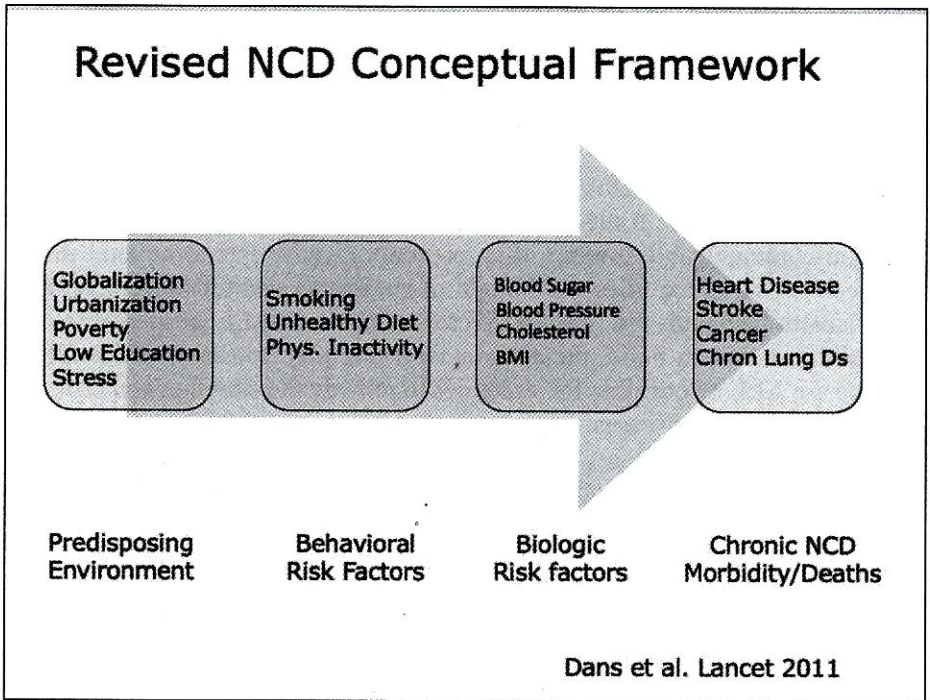 Revised NCD Conceptual Framework
Globalization
Urbanization
Poverty
Low Education
Stress
Smoking
Unhealthy Diet
Phys. Inactivity
Blood Sugar
Blood Pressure
Cholesterol
BMI
Heart Disease
Stroke
Cancer
Chron Lung Ds
Predisposing
Environment
Behavioral
Risk Factors
Biologic
Risk factors
Chronic NCD
Morbidity/Deaths
Dans et al. Lancet 2011